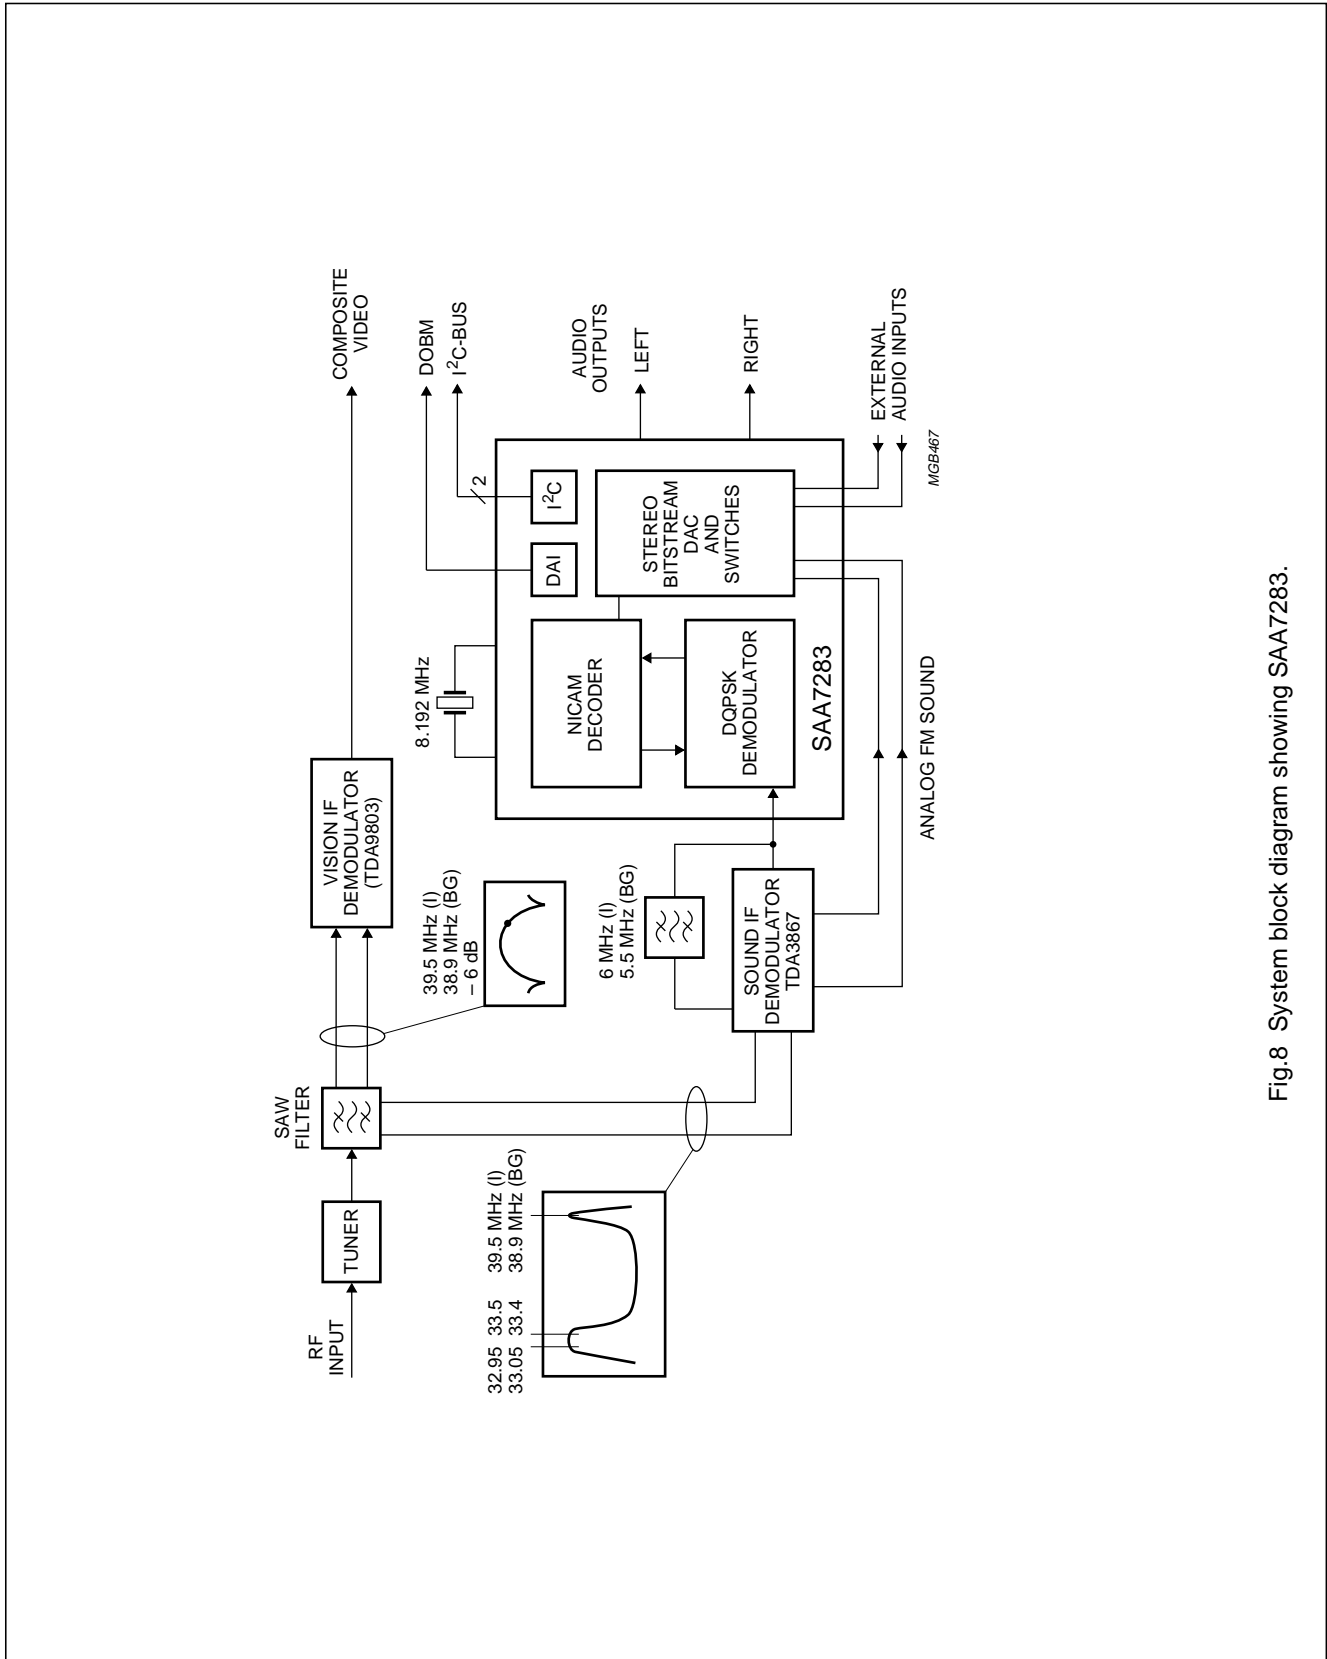 COMPOSITE
VIDEO
DOBM
I²C-BUS
AUDIO
OUTPUTS
LEFT
RIGHT
EXTERNAL
AUDIO INPUTS
MGB467
2
I²C
DAI
STEREO
BITSTREAM
DAC
AND
SWITCHES
8.192 MHz
NICAM
DECODER
DQPSK
DEMODULATOR
SAA7283
ANALOG FM SOUND
VISION IF
DEMODULATOR
(TDA9803)
39.5 MHz (I)
38.9 MHz (BG)
– 6 dB
6 MHz (I)
5.5 MHz (BG)
SOUND IF
DEMODULATOR
TDA3867
SAW
FILTER
TUNER
RF
INPUT
32.95 33.5 39.5 MHz (I)
33.05 33.4 38.9 MHz (BG)
Fig.8 System block diagram showing SAA7283.